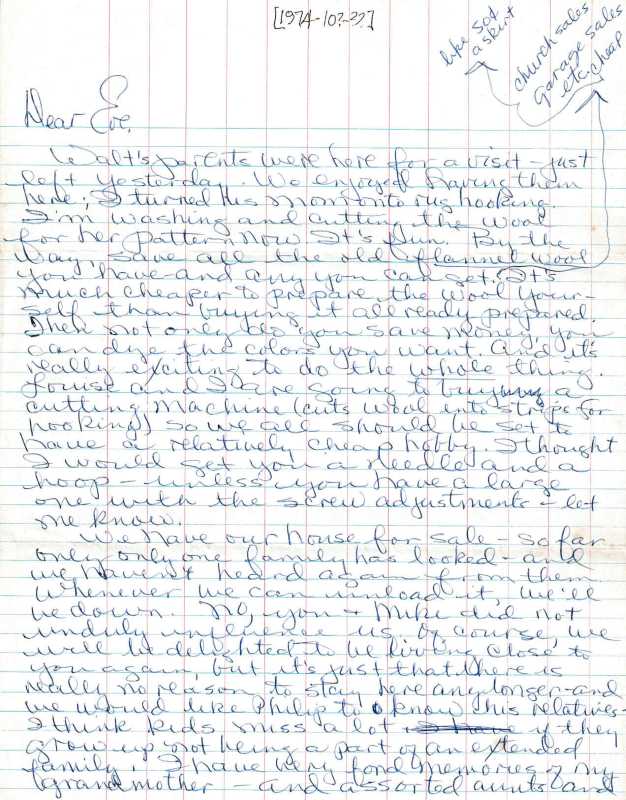 [1974-10?-??]
like 50¢
a skirt
church sales
garage sales
etc. cheap
Dear Eve,
Walt's parents were here for a visit - just
left yesterday. We enjoyed having them
here; I turned his mom onto rug hooking.
I'm washing and cutting the wool
for her pattern now. It's fun. By the
way, save all the old flannel wool
you have and any you can get. It's
much cheaper to prepare the wool your-
self than buying it all ready prepared.
Then not only do you save money, you
can dye the colors you want. And it's
really exciting to do the whole thing.
Louise and I are going to buy a
cutting machine (cuts wool into strips for
hooking) so we all should be set to
have a relatively cheap hobby. I thought
I would get you a needle and a
hoop - unless you have a large
one with the screw adjustments - let
me know.
We have our house for sale - so far
only only one family has looked - and
we haven't heard again from them
Whenever we can unload it, we'll
be down. No, you + Mike did not
unduly influence us, of course, we
will be delighted to be living close to
you again, but it's just that there is
really no reason to stay here any longer - and
we would like Philip to know his relatives -
I think kids miss a lot if they
grow up not being a part of an extended
family. I have very fond memories of my
grandmother - and assorted aunts and